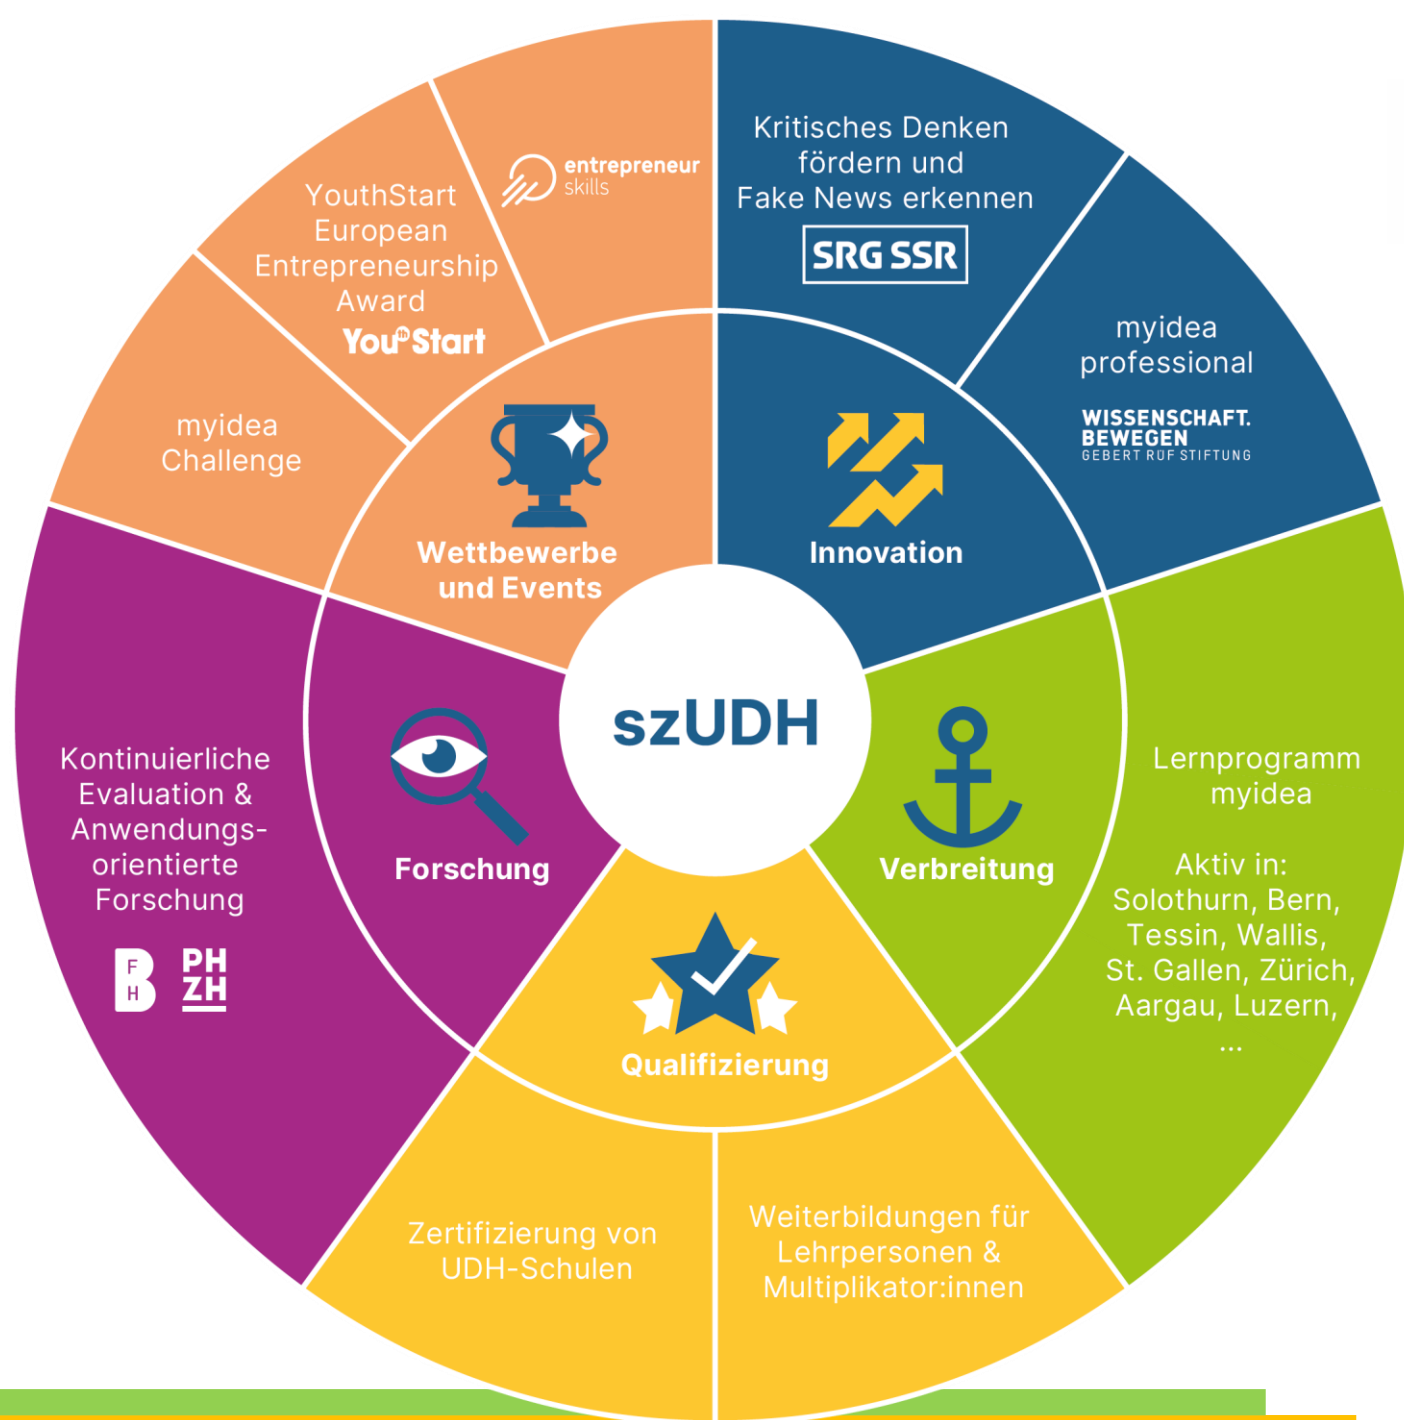 entrepreneur
skills
YouthStart
European
Entrepreneurship
Award
YouthStart
myidea
Challenge
Wettbewerbe
und Events
Kritisches Denken
fördern und
Fake News erkennen
SRG SSR
myidea
professional
WISSENSCHAFT.
BEWEGEN
GEBERT RÜF STIFTUNG
Innovation
szUDH
Kontinuierliche
Evaluation &
Anwendungs-
orientierte
Forschung
B
F
H
PH
ZH
Forschung
Verbreitung
Lernprogramm
myidea
Aktiv in:
Solothurn, Bern,
Tessin, Wallis,
St. Gallen, Zürich,
Aargau, Luzern,
...
Qualifizierung
Zertifizierung von
UDH-Schulen
Weiterbildungen für
Lehrpersonen &
Multiplikator:innen